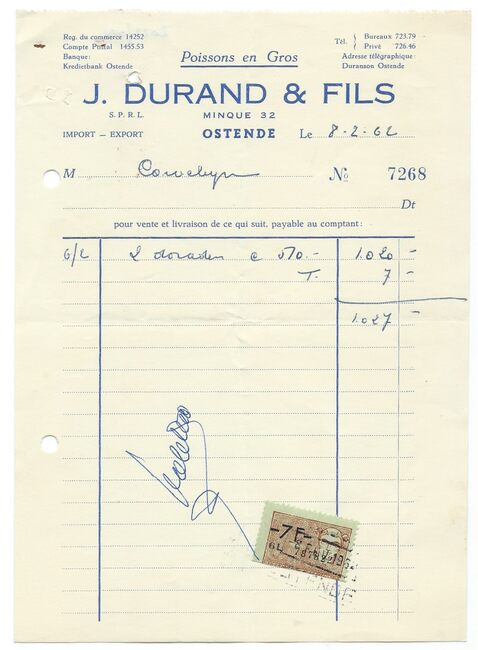 Reg. du commerce 14252
Compte Postal 1455.53
Banque:
Kredietbank Ostende
Poissons en Gros
Tél. Bureaux 723.79
Privé 726.46
Adresse télégraphique:
Duranson Ostende
J. DURAND & FILS
S. P. R. L.
MINQUE 32
IMPORT — EXPORT
OSTENDE Le 8-2-62
M
No 7268
Dt
pour vente et livraison de ce qui suit, payable au comptant:
6/2 2 doraden 1.020 -
T. 7 -
1.027 -
-7F-